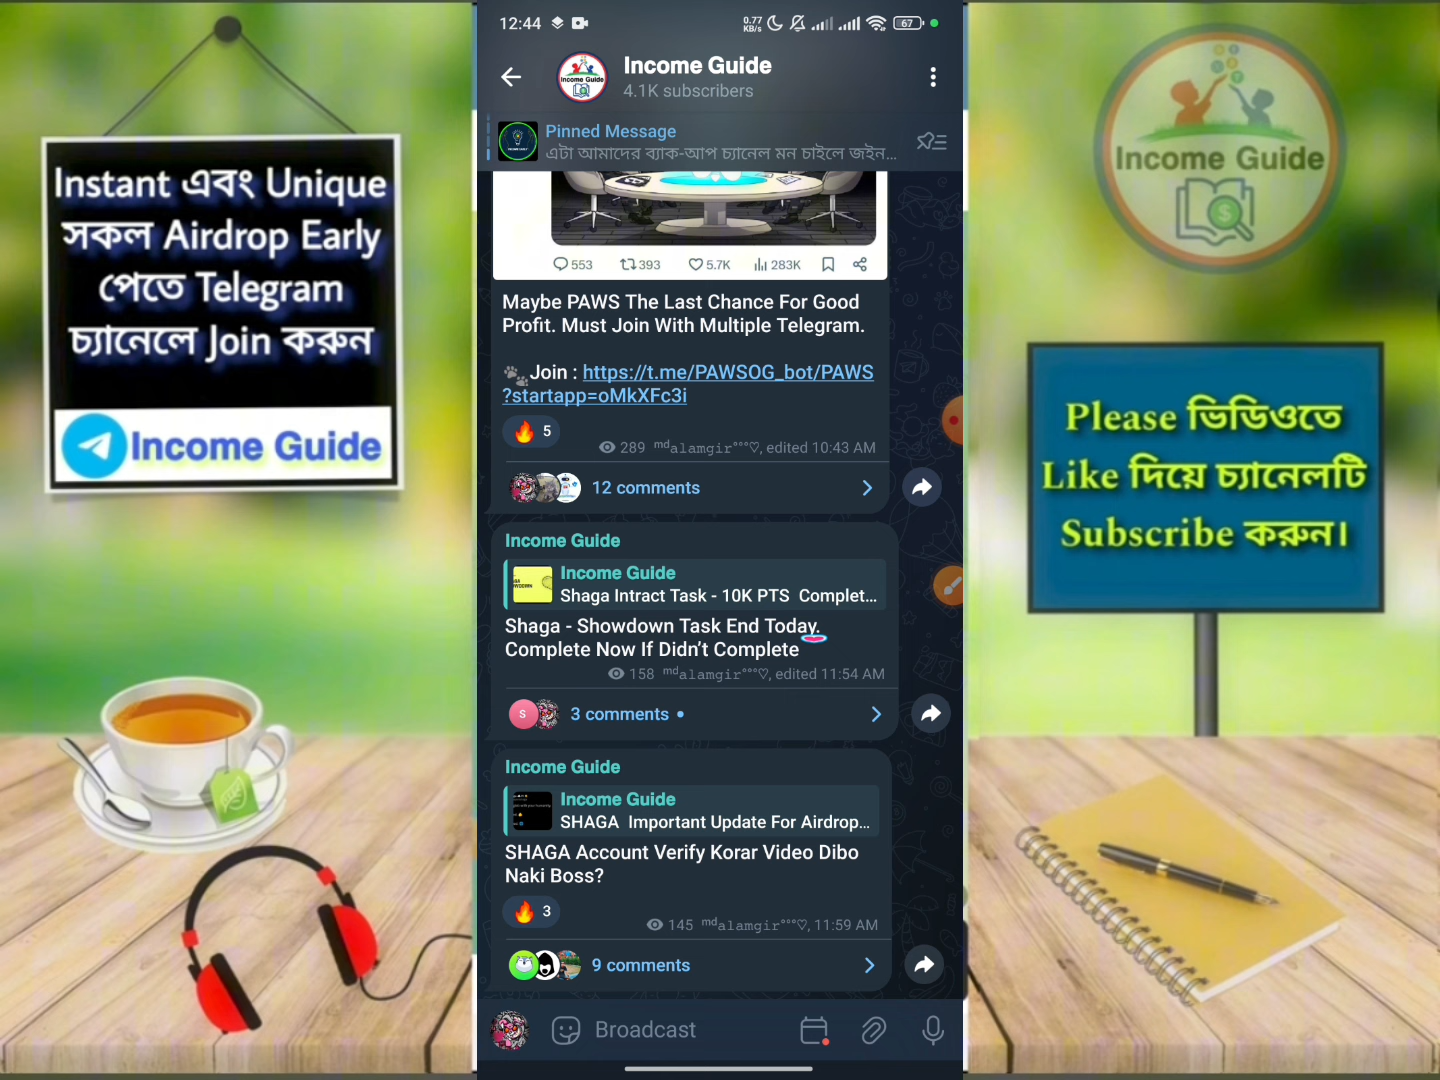 Instant এবং Unique
সকল Airdrop Early
পেতে Telegram
চ্যানেলে Join করুন
Income Guide
12:44
0.77
KB/s
67
Income Guide
Income Guide
4.1K subscribers
Pinned Message
এটা আমাদের ব্যাক-আপ চ্যানেল মন চাইলে জইন...
553
393
5.7K
283K
Maybe PAWS The Last Chance For Good
Profit. Must Join With Multiple Telegram.
🐾Join : https://t.me/PAWSOG_bot/PAWS
?startapp=oMkXFc3i
🔥 5
289 ᵐᵈalamgir°°°♡, edited 10:43 AM
12 comments
Income Guide
Income Guide
Shaga Intract Task - 10K PTS Complet...
Shaga - Showdown Task End Today.
Complete Now If Didn’t Complete
158 ᵐᵈalamgir°°°♡, edited 11:54 AM
S
3 comments
Income Guide
Income Guide
SHAGA Important Update For Airdrop...
SHAGA Account Verify Korar Video Dibo
Naki Boss?
🔥 3
145 ᵐᵈalamgir°°°♡, 11:59 AM
9 comments
Broadcast
Income Guide
Please ভিডিওতে
Like দিয়ে চ্যানেলটি
Subscribe করুন।